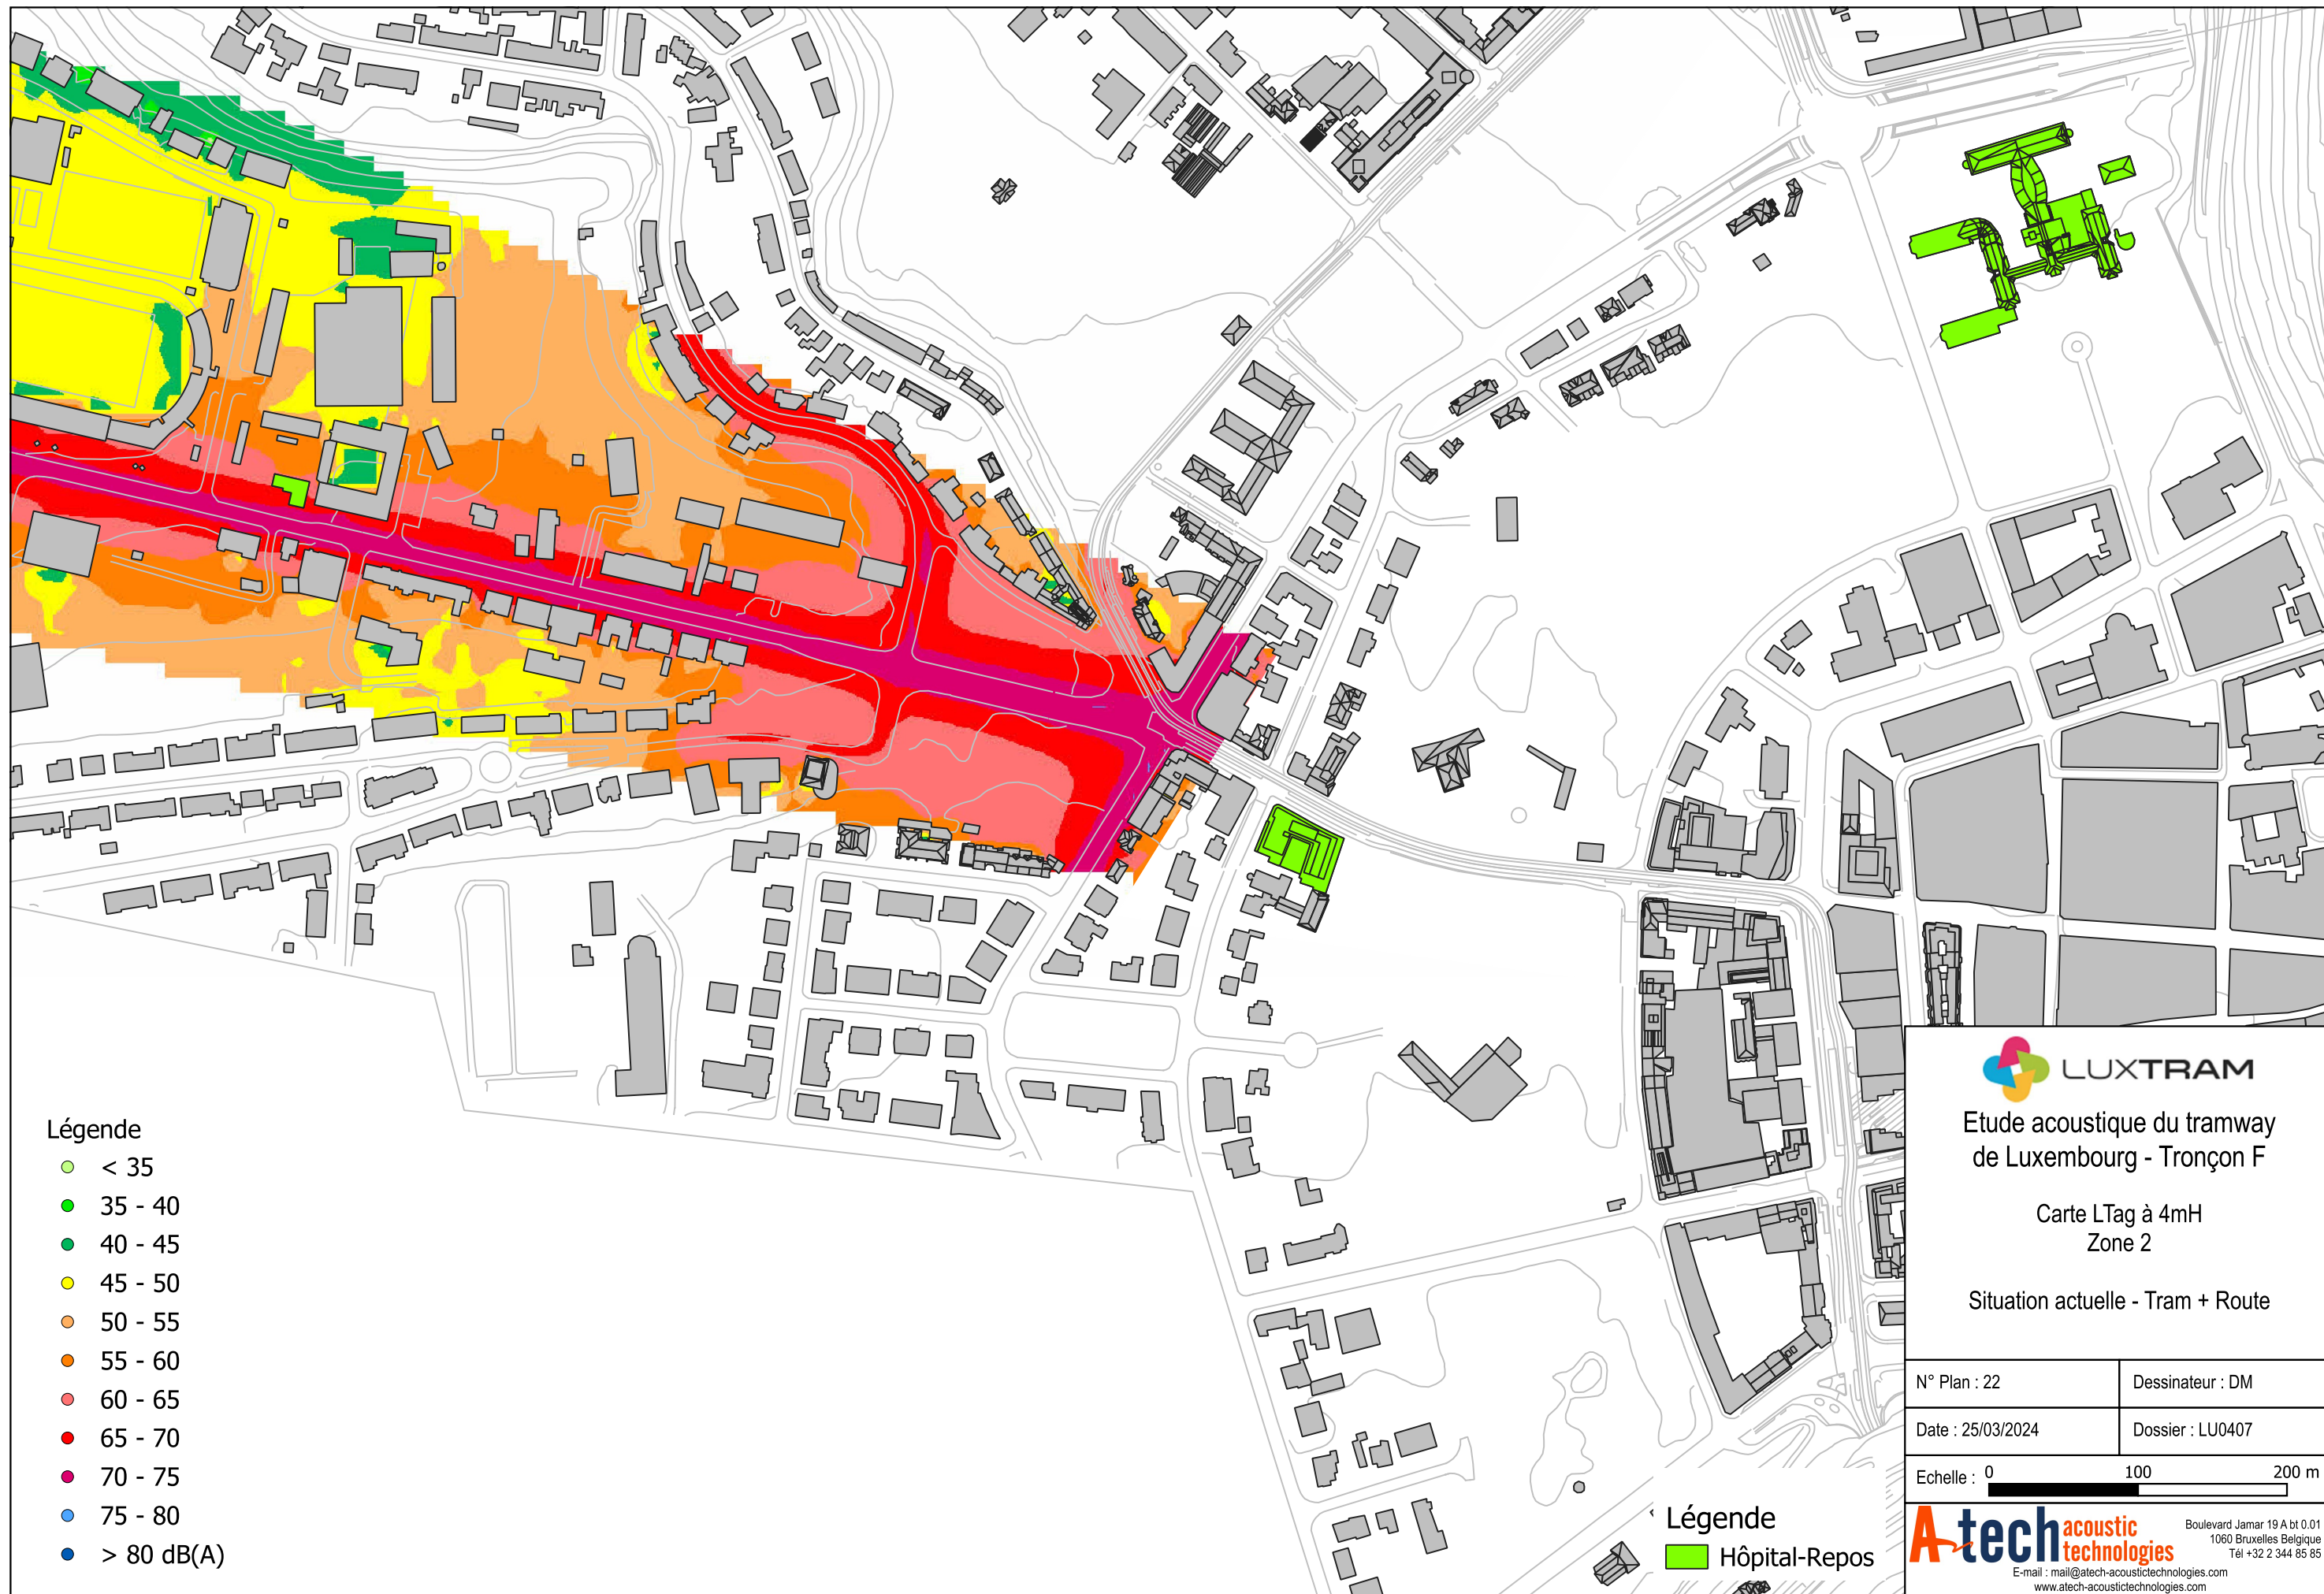 Légende
< 35
35 - 40
40 - 45
45 - 50
50 - 55
55 - 60
60 - 65
65 - 70
70 - 75
75 - 80
> 80 dB(A)
Légende
Hôpital-Repos
LUXTRAM
Etude acoustique du tramway
de Luxembourg - Tronçon F
Carte LTag à 4mH
Zone 2
Situation actuelle - Tram + Route
N° Plan : 22
Dessinateur : DM
Date : 25/03/2024
Dossier : LU0407
Echelle : 0 100 200 m
A-tech acoustic technologies
Boulevard Jamar 19 A bt 0.01
1060 Bruxelles Belgique
Tél +32 2 344 85 85
E-mail : mail@atech-acoustictechnologies.com
www.atech-acoustictechnologies.com